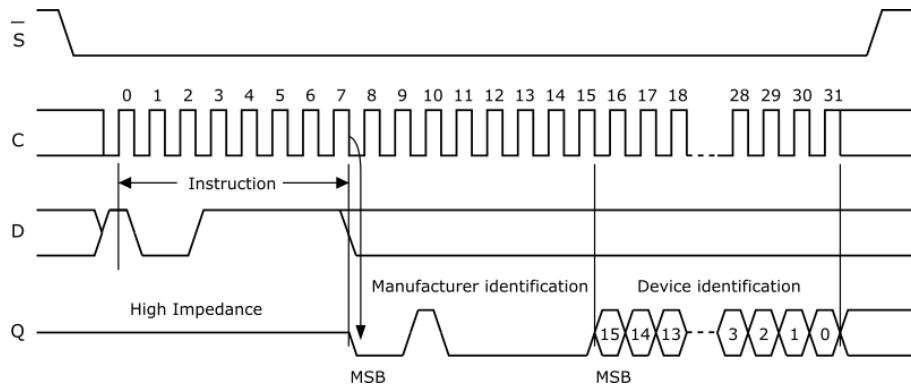 S
0 1 2 3 4 5 6 7 8 9 10 11 12 13 14 15 16 17 18 28 29 30 31
C
Instruction
D
Manufacturer identification Device identification
High Impedance
Q 15 14 13 3 2 1 0
MSB MSB